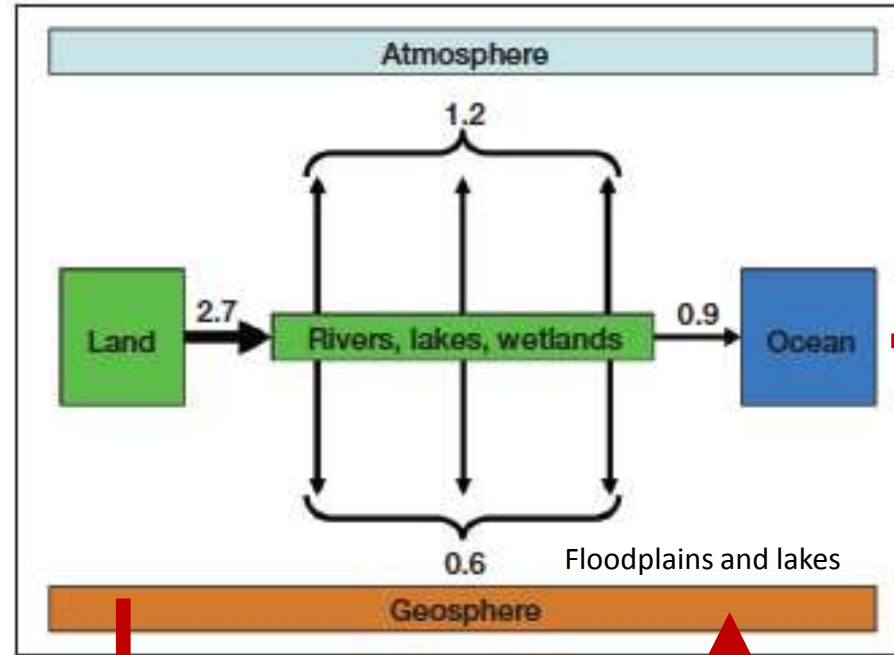 Atmosphere
1.2
Land
2.7
Rivers, lakes, wetlands
0.9
Ocean
0.6
Floodplains and lakes
Geosphere